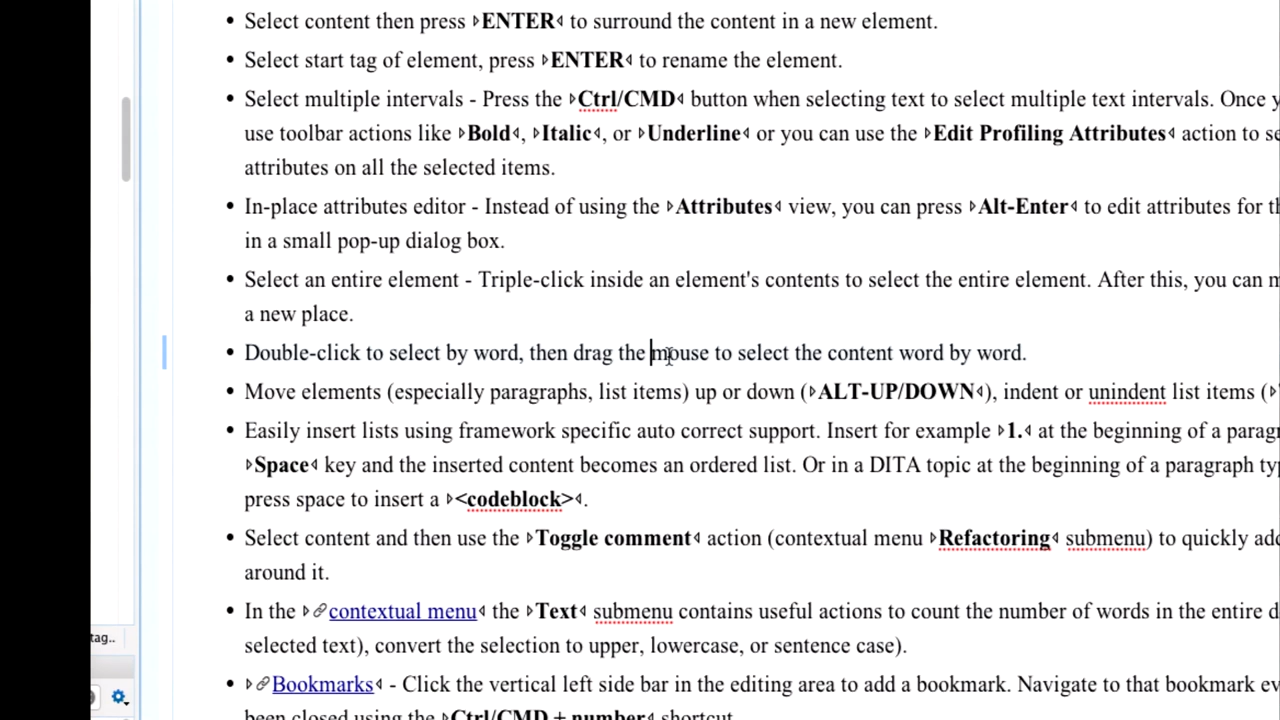 • Select content then press ENTER to surround the content in a new element.
• Select start tag of element, press ENTER to rename the element.
• Select multiple intervals - Press the Ctrl/CMD button when selecting text to select multiple text intervals. Once
use toolbar actions like Bold, Italic, or Underline or you can use the Edit Profiling Attributes action to
attributes on all the selected items.
• In-place attributes editor - Instead of using the Attributes view, you can press Alt-Enter to edit attributes for
in a small pop-up dialog box.
• Select an entire element - Triple-click inside an element's contents to select the entire element. After this, you can
a new place.
• Double-click to select by word, then drag the mouse to select the content word by word.
• Move elements (especially paragraphs, list items) up or down (ALT-UP/DOWN), indent or unindent list items (
• Easily insert lists using framework specific auto correct support. Insert for example 1. at the beginning of a
Space key and the inserted content becomes an ordered list. Or in a DITA topic at the beginning of a paragraph
press space to insert a <codeblock>.
• Select content and then use the Toggle comment action (contextual menu Refactoring submenu) to quickly
around it.
• In the contextual menu the Text submenu contains useful actions to count the number of words in the entire
selected text), convert the selection to upper, lowercase, or sentence case).
tag..
• Bookmarks - Click the vertical left side bar in the editing area to add a bookmark. Navigate to that bookmark
been closed using the Ctrl/CMD + number shortcut